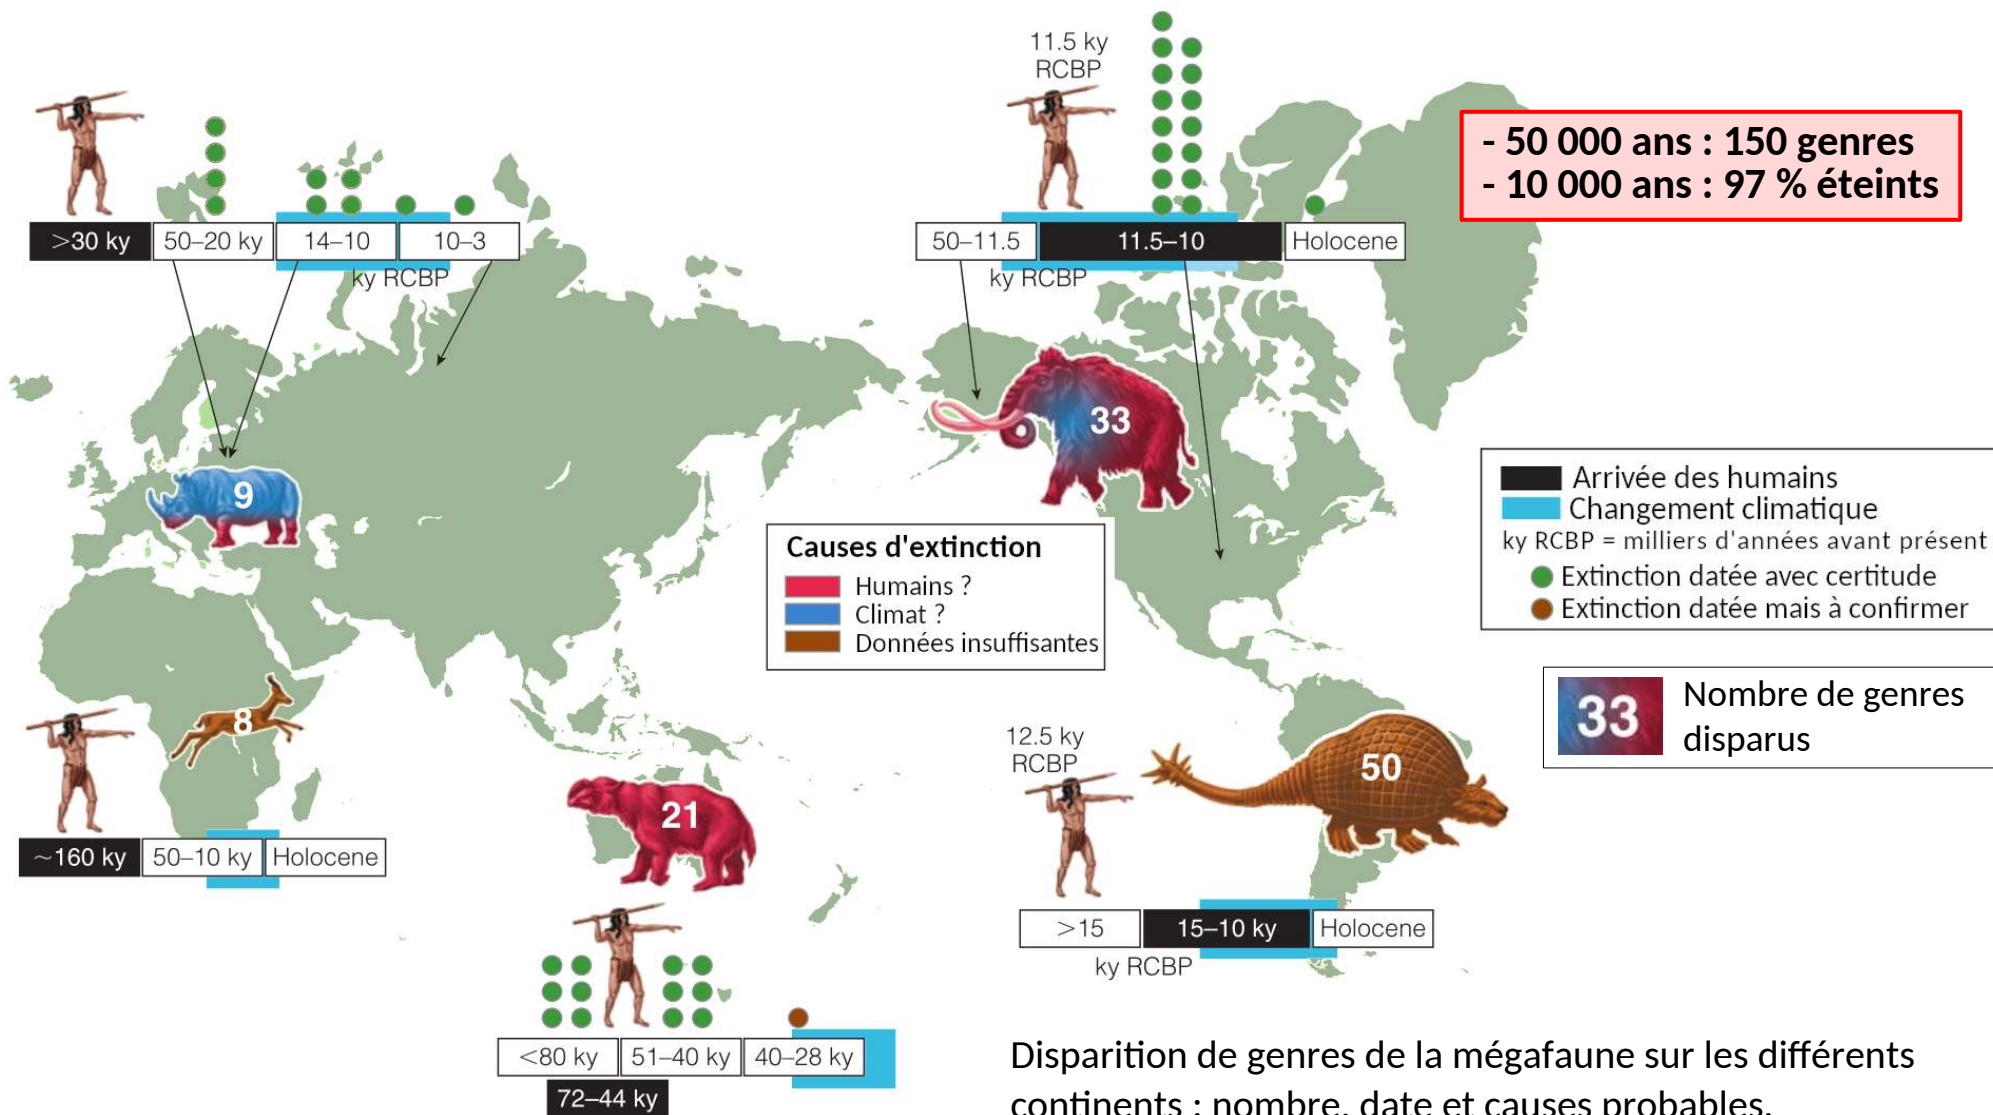 11.5 ky
RCBP
- 50 000 ans : 150 genres
- 10 000 ans : 97 % éteints
>30 ky
50–20 ky
14–10
10–3
ky RCBP
50–11.5
11.5–10
Holocene
ky RCBP
33
9
Causes d'extinction
Humains ?
Climat ?
Données insuffisantes
Arrivée des humains
Changement climatique
ky RCBP = milliers d'années avant présent
Extinction datée avec certitude
Extinction datée mais à confirmer
33
Nombre de genres
disparus
8
~160 ky
50–10 ky
Holocene
21
12.5 ky
RCBP
50
>15
15–10 ky
Holocene
ky RCBP
<80 ky
51–40 ky
40–28 ky
72–44 ky
Disparition de genres de la mégafaune sur les différents
continents : nombre, date et causes probables.